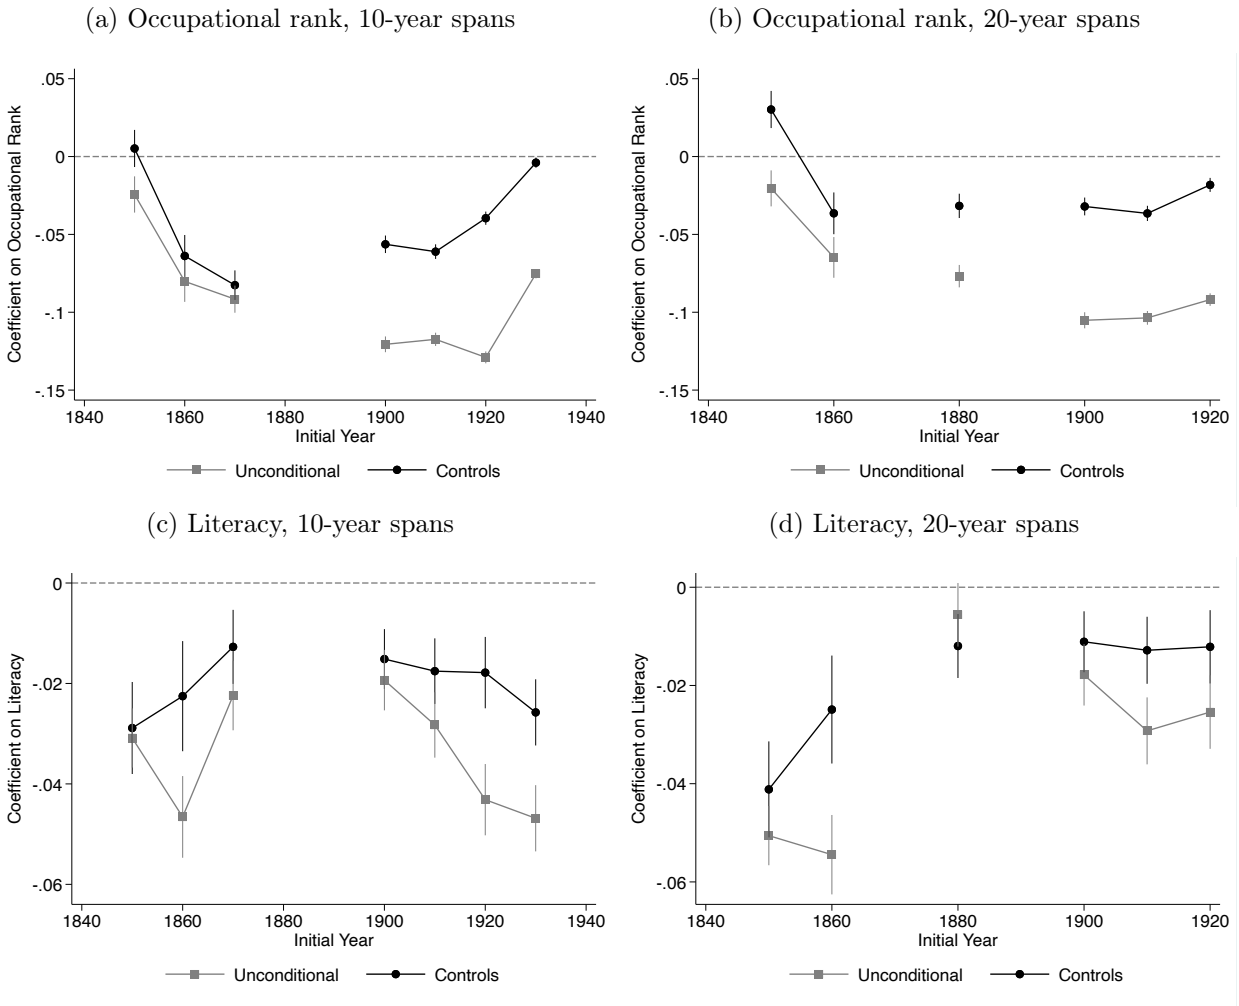 (a) Occupational rank, 10-year spans
Coefficient on Occupational Rank
.05
0
-.05
-.1
-.15
1840 1860 1880 1900 1920 1940
Initial Year
Unconditional Controls
(b) Occupational rank, 20-year spans
Coefficient on Occupational Rank
.05
0
-.05
-.1
-.15
1840 1860 1880 1900 1920
Initial Year
Unconditional Controls
(c) Literacy, 10-year spans
Coefficient on Literacy
0
-.02
-.04
-.06
1840 1860 1880 1900 1920 1940
Initial Year
Unconditional Controls
(d) Literacy, 20-year spans
Coefficient on Literacy
0
-.02
-.04
-.06
1840 1860 1880 1900 1920
Initial Year
Unconditional Controls